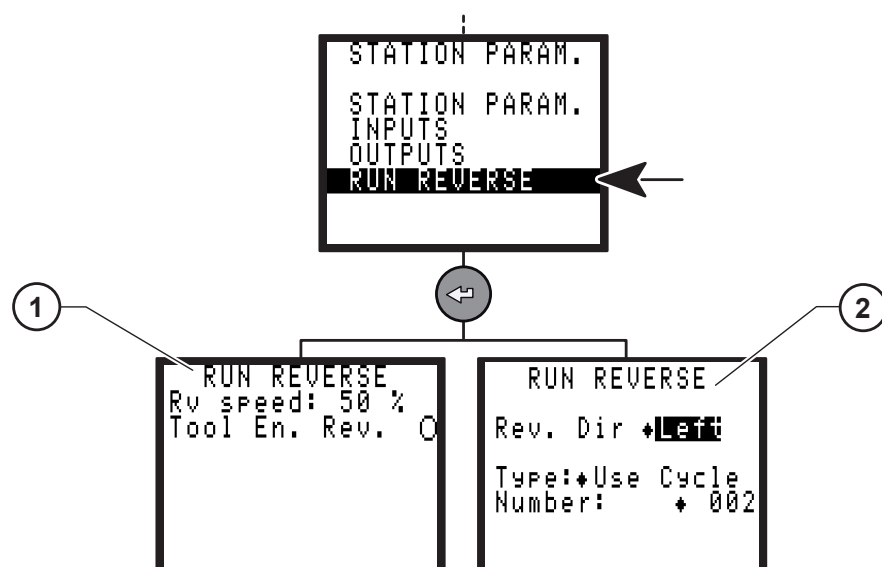 STATION PARAM.
STATION PARAM.
INPUTS
OUTPUTS
RUN REVERSE
1
2
RUN REVERSE
Rv speed: 50 %
Tool En. Rev.
RUN REVERSE
Rev. Dir Left
Type: Use Cycle
Number: 002